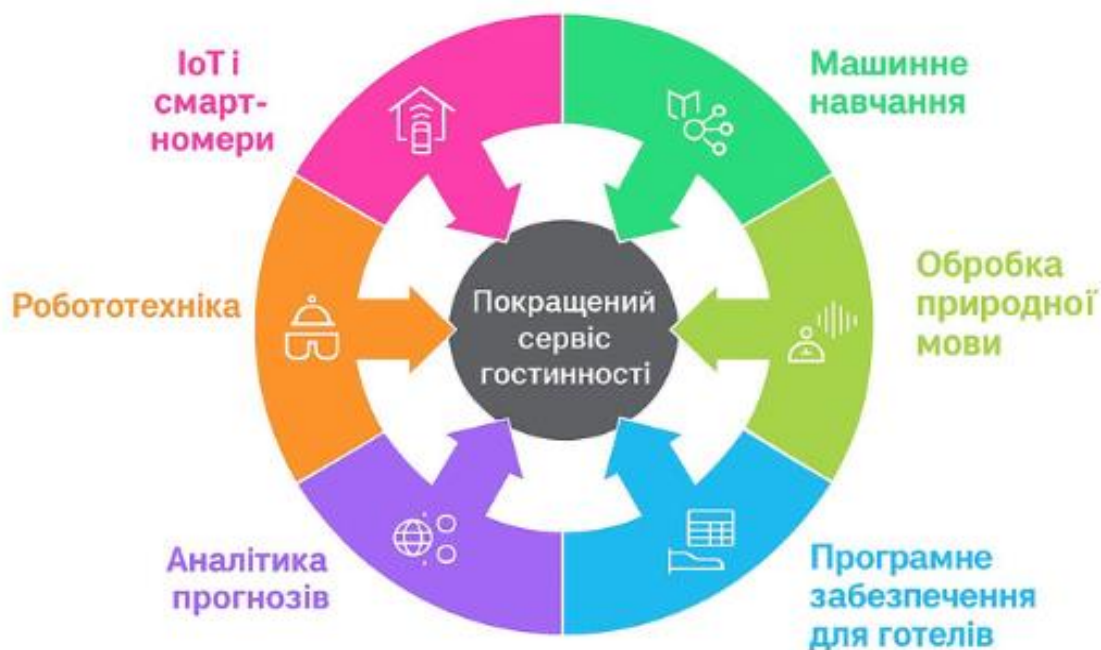 IoT і
смарт-
номери
Машинне
навчання
Робототехніка
Покращений
сервіс
гостинності
Обробка
природної
мови
Аналітика
прогнозів
Програмне
забезпечення
для готелів